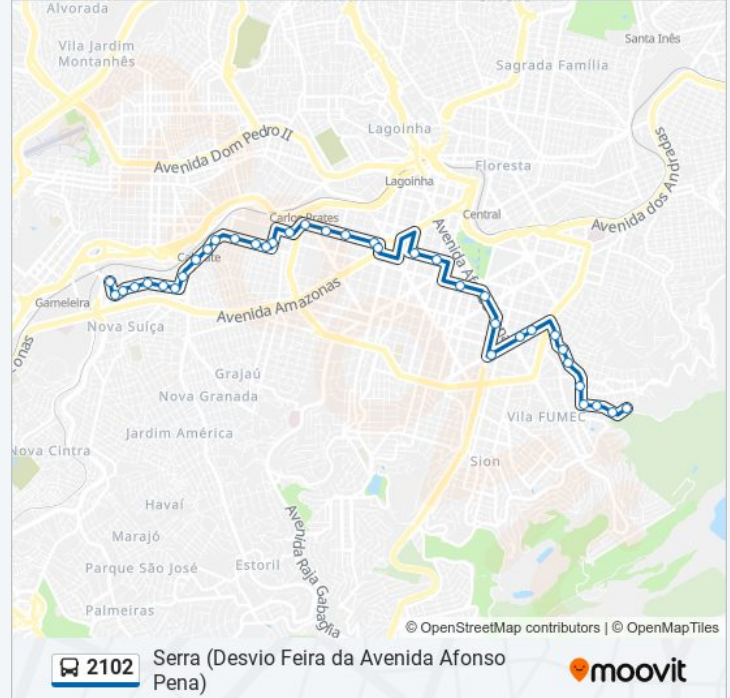 Alvorada
Santa Inês
Vila Jardim
Montanhês
Sagrada Família
Avenida Dom Pedro II
Lagoinha
Avenida dos Andradas
Floresta
Lagoinha
Carlos Prates
Central
Avenida Af
Gameleira
Avenida Amazonas
Nova Suíça
onas
Grajaú
Nova Granada
Vila FUMEC
Jardim América
Nova Cintra
Sion
Havaí
Avenida Raja Gabaglia
Marajó
Estoril
Parque São José
Palmeiras
© OpenStreetMap contributors | © OpenMapTiles
2102
Serra (Desvio Feira da Avenida Afonso
Pena)
moovit